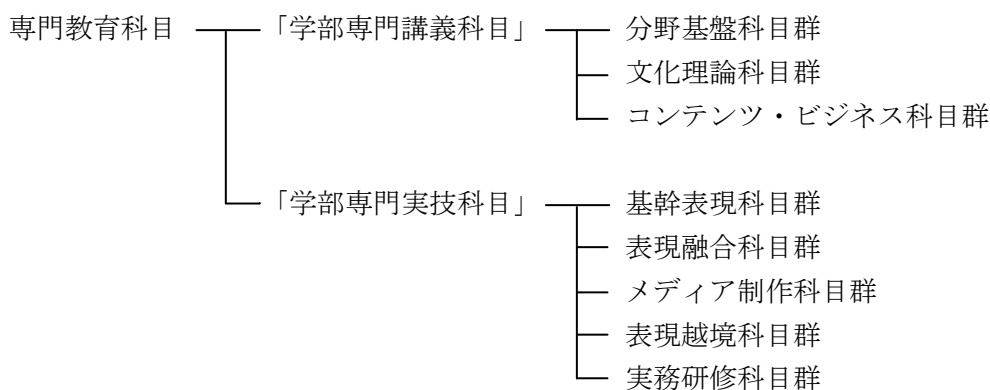 専門教育科目 「学部専門講義科目」 分野基盤科目群
文化理論科目群
コンテンツ・ビジネス科目群
「学部専門実技科目」 基幹表現科目群
表現融合科目群
メディア制作科目群
表現越境科目群
実務研修科目群